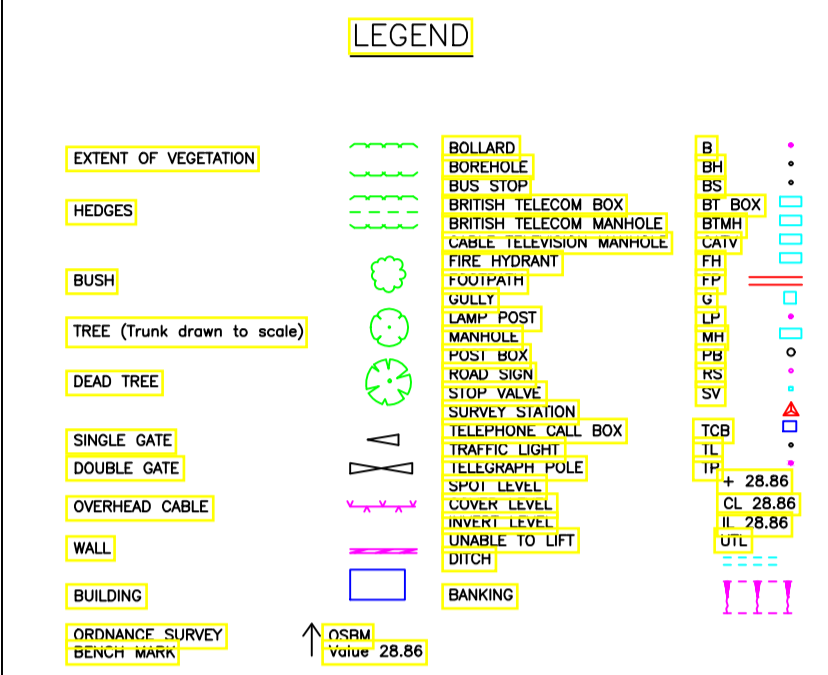 LEGEND
EXTENT OF VEGETATION
HEDGES
BUSH
TREE (Trunk drawn to scale)
DEAD TREE
SINGLE GATE
DOUBLE GATE
OVERHEAD CABLE
WALL
BUILDING
ORDNANCE SURVEY OSBM
BENCH MARK Value 28.86
BOLLARD B
BOREHOLE BH
BUS STOP BS
BRITISH TELECOM BOX BT BOX
BRITISH TELECOM MANHOLE BTMH
CABLE TELEVISION MANHOLE CATV
FIRE HYDRANT FH
FOOTPATH FP
GULLY G
LAMP POST LP
MANHOLE MH
POST BOX PB
ROAD SIGN RS
STOP VALVE SV
SURVEY STATION
TELEPHONE CALL BOX TCB
TRAFFIC LIGHT TL
TELEGRAPH POLE TP
SPOT LEVEL + 28.86
COVER LEVEL CL 28.86
INVERT LEVEL IL 28.86
UNABLE TO LIFT UTL
DITCH
BANKING